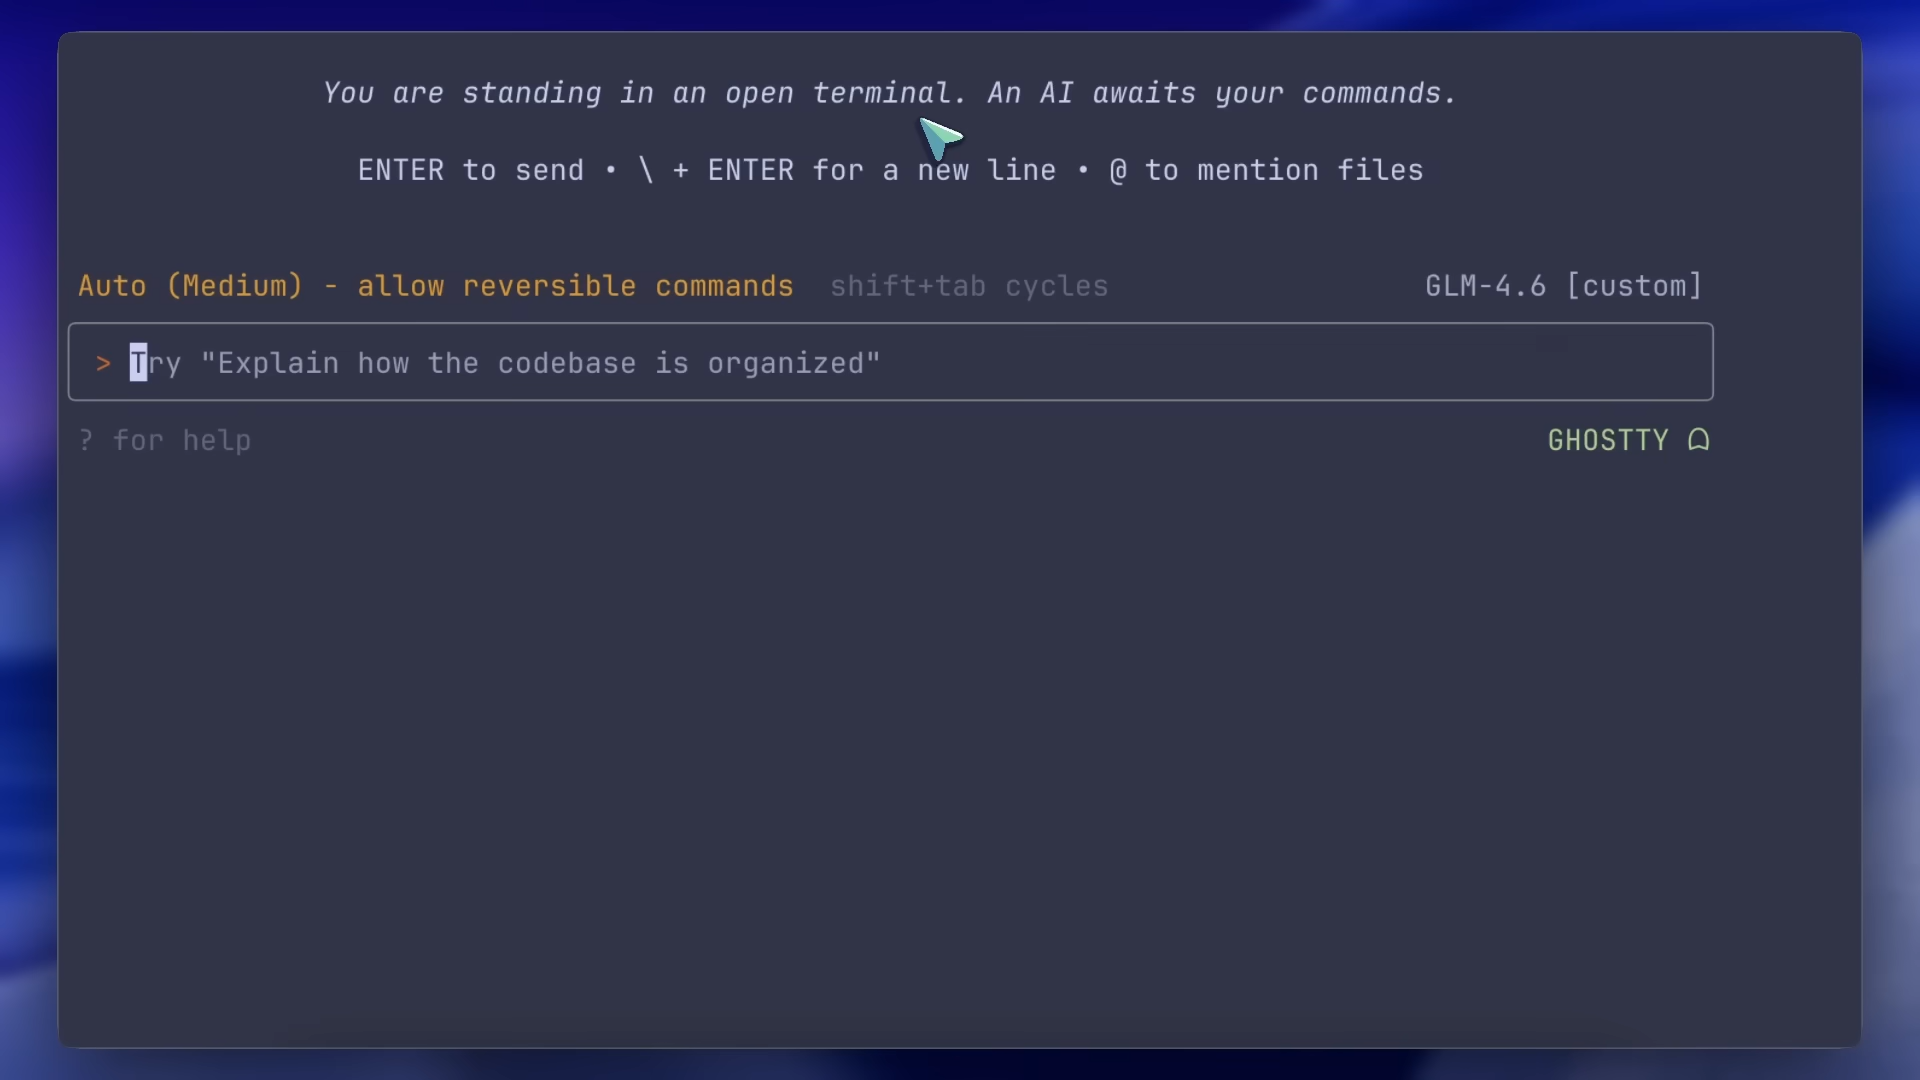 You are standing in an open terminal. An AI awaits your commands.
ENTER to send • \ + ENTER for a new line • @ to mention files
Auto (Medium) - allow reversible commands shift+tab cycles GLM-4.6 [custom]
> Try "Explain how the codebase is organized"
? for help GHOSTTY